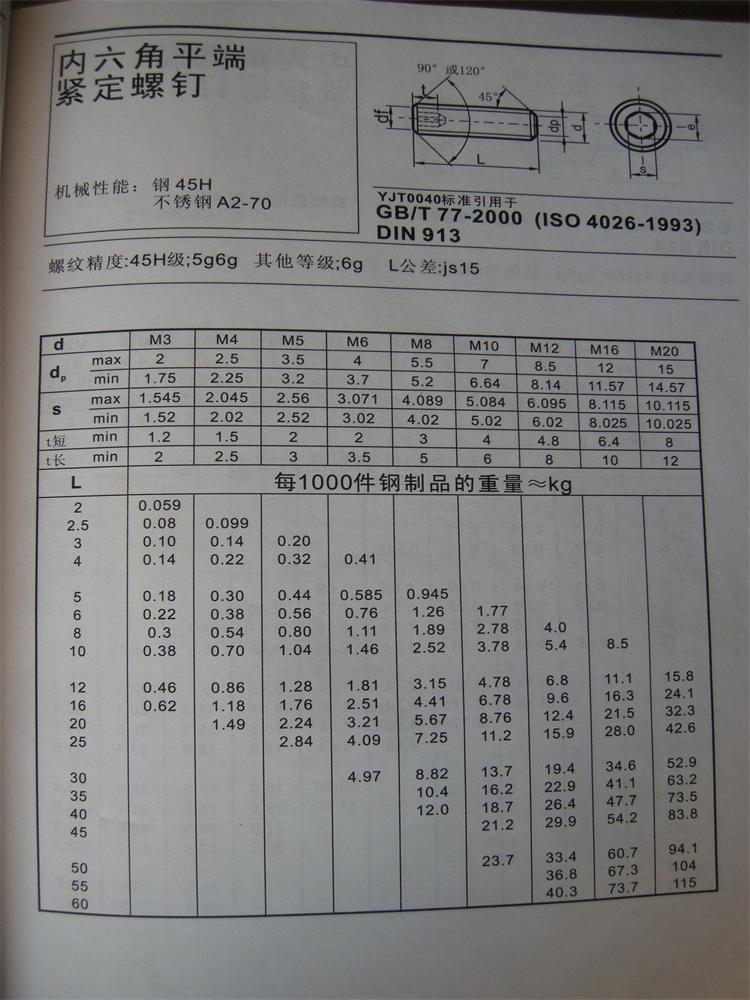 内六角平端
紧定螺钉
机械性能: 钢 45H
不锈钢 A2-70
90° 或120°
45°
t
df
dp
d
L
e
s
YJT0040标准引用于
GB/T 77-2000 (ISO 4026-1993)
DIN 913
螺纹精度:45H级;5g6g 其他等级;6g L公差:js15
d M3 M4 M5 M6 M8 M10 M12 M16 M20
dp max 2 2.5 3.5 4 5.5 7 8.5 12 15
min 1.75 2.25 3.2 3.7 5.2 6.64 8.14 11.57 14.57
s max 1.545 2.045 2.56 3.071 4.089 5.084 6.095 8.115 10.115
min 1.52 2.02 2.52 3.02 4.02 5.02 6.02 8.025 10.025
t短 min 1.2 1.5 2 2 3 4 4.8 6.4 8
t长 min 2 2.5 3 3.5 5 6 8 10 12
L 每1000件钢制品的重量≈kg
2 0.059
2.5 0.08 0.099
3 0.10 0.14 0.20
4 0.14 0.22 0.32 0.41
5 0.18 0.30 0.44 0.585 0.945
6 0.22 0.38 0.56 0.76 1.26 1.77
8 0.3 0.54 0.80 1.11 1.89 2.78 4.0
10 0.38 0.70 1.04 1.46 2.52 3.78 5.4 8.5
12 0.46 0.86 1.28 1.81 3.15 4.78 6.8 11.1 15.8
16 0.62 1.18 1.76 2.51 4.41 6.78 9.6 16.3 24.1
20 1.49 2.24 3.21 5.67 8.76 12.4 21.5 32.3
25 2.84 4.09 7.25 11.2 15.9 28.0 42.6
30 4.97 8.82 13.7 19.4 34.6 52.9
35 10.4 16.2 22.9 41.1 63.2
40 12.0 18.7 26.4 47.7 73.5
45 21.2 29.9 54.2 83.8
50 23.7 33.4 60.7 94.1
55 36.8 67.3 104
60 40.3 73.7 115